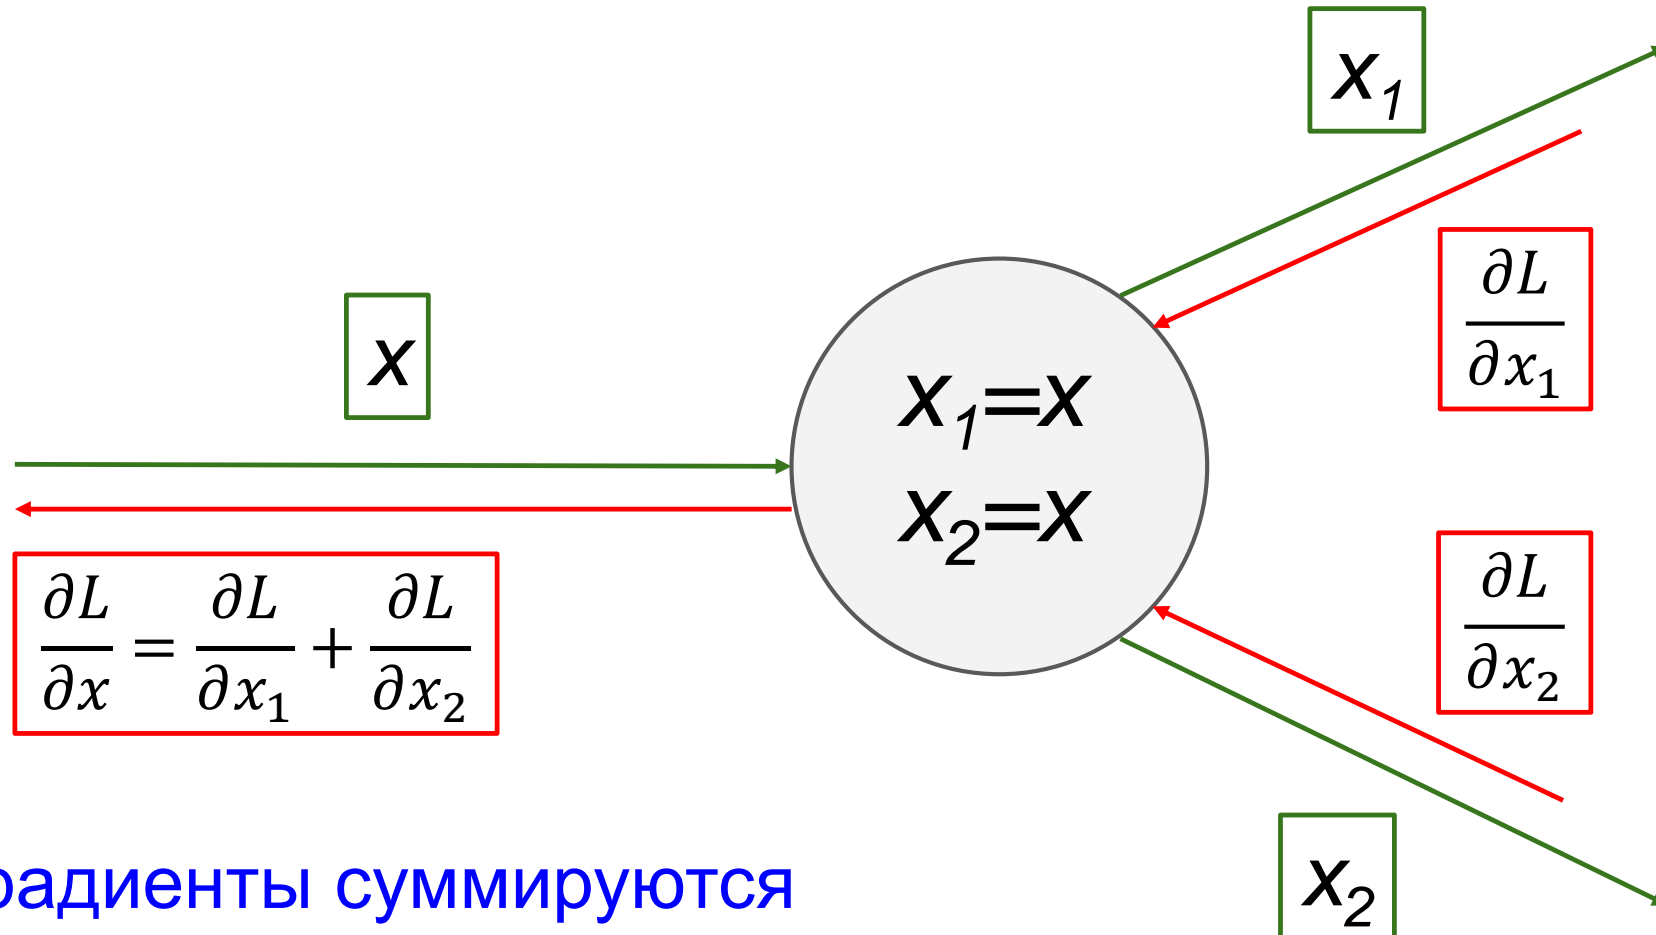 x₁
∂L/∂x₁
x
x₁=x
x₂=x
∂L/∂x = ∂L/∂x₁ + ∂L/∂x₂
∂L/∂x₂
радиенты суммируются
x₂